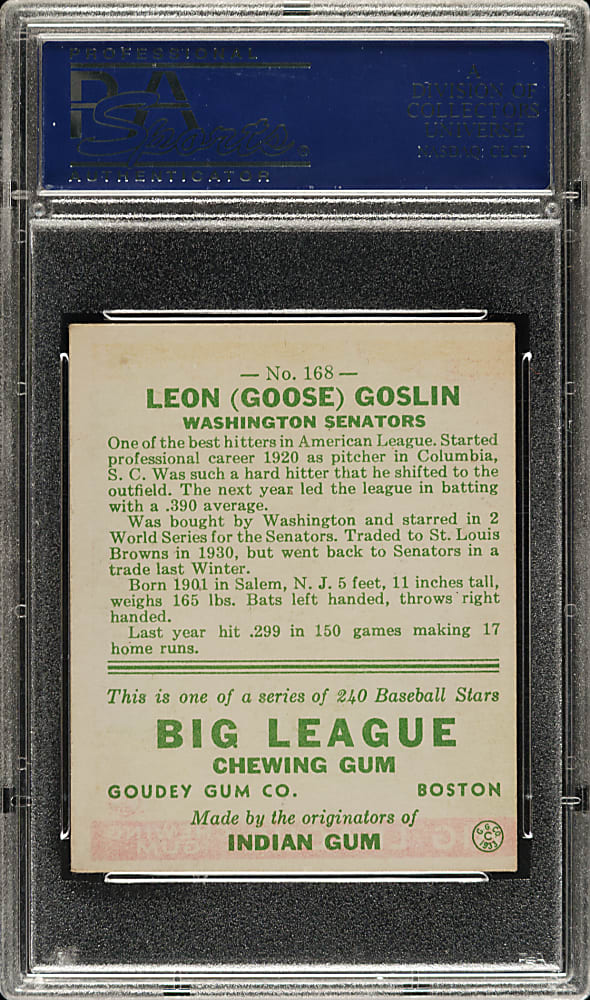 PROFESSIONAL
PSA
Sports
AUTHENTICATOR
A
DIVISION OF
COLLECTORS
UNIVERSE
NASDAQ: CLCT
— No. 168 —
LEON (GOOSE) GOSLIN
WASHINGTON SENATORS
One of the best hitters in American League. Started
professional career 1920 as pitcher in Columbia,
S. C. Was such a hard hitter that he shifted to the
outfield. The next year led the league in batting
with a .390 average.
Was bought by Washington and starred in 2
World Series for the Senators. Traded to St. Louis
Browns in 1930, but went back to Senators in a
trade last Winter.
Born 1901 in Salem, N. J. 5 feet, 11 inches tall,
weighs 165 lbs. Bats left handed, throws right
handed.
Last year hit .299 in 150 games making 17
home runs.
This is one of a series of 240 Baseball Stars
BIG LEAGUE
CHEWING GUM
GOUDEY GUM CO. BOSTON
Made by the originators of
INDIAN GUM
G. G. CO.
C
1933